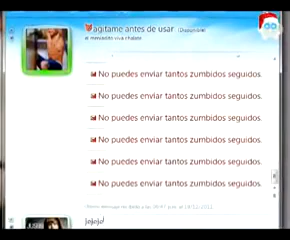 agitame antes de usar (Disponible)
No puedes enviar tantos zumbidos seguidos.
No puedes enviar tantos zumbidos seguidos.
No puedes enviar tantos zumbidos seguidos.
No puedes enviar tantos zumbidos seguidos.
No puedes enviar tantos zumbidos seguidos.
No puedes enviar tantos zumbidos seguidos.
jejeje